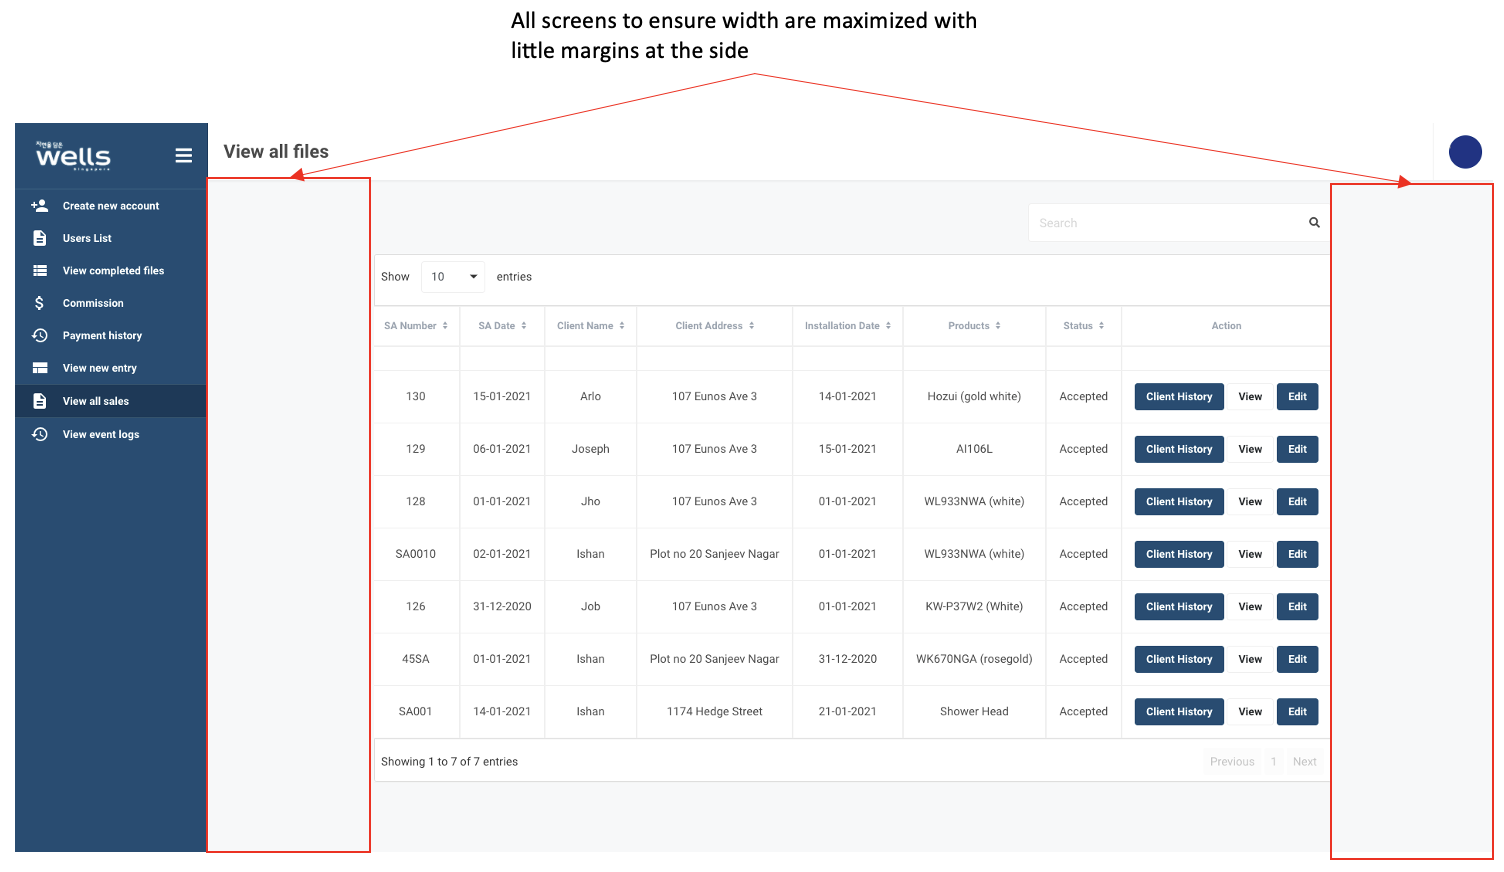 All screens to ensure width are maximized with
little margins at the side
자연을 닮은
wells
Singapore
View all files
Create new account
Users List
View completed files
Commission
Payment history
View new entry
View all sales
View event logs
Search
Show 10 entries
SA Number SA Date Client Name Client Address Installation Date Products Status Action
130 15-01-2021 Arlo 107 Eunos Ave 3 14-01-2021 Hozui (gold white) Accepted Client History View Edit
129 06-01-2021 Joseph 107 Eunos Ave 3 15-01-2021 AI106L Accepted Client History View Edit
128 01-01-2021 Jho 107 Eunos Ave 3 01-01-2021 WL933NWA (white) Accepted Client History View Edit
SA0010 02-01-2021 Ishan Plot no 20 Sanjeev Nagar 01-01-2021 WL933NWA (white) Accepted Client History View Edit
126 31-12-2020 Job 107 Eunos Ave 3 01-01-2021 KW-P37W2 (White) Accepted Client History View Edit
45SA 01-01-2021 Ishan Plot no 20 Sanjeev Nagar 31-12-2020 WK670NGA (rosegold) Accepted Client History View Edit
SA001 14-01-2021 Ishan 1174 Hedge Street 21-01-2021 Shower Head Accepted Client History View Edit
Showing 1 to 7 of 7 entries Previous 1 Next